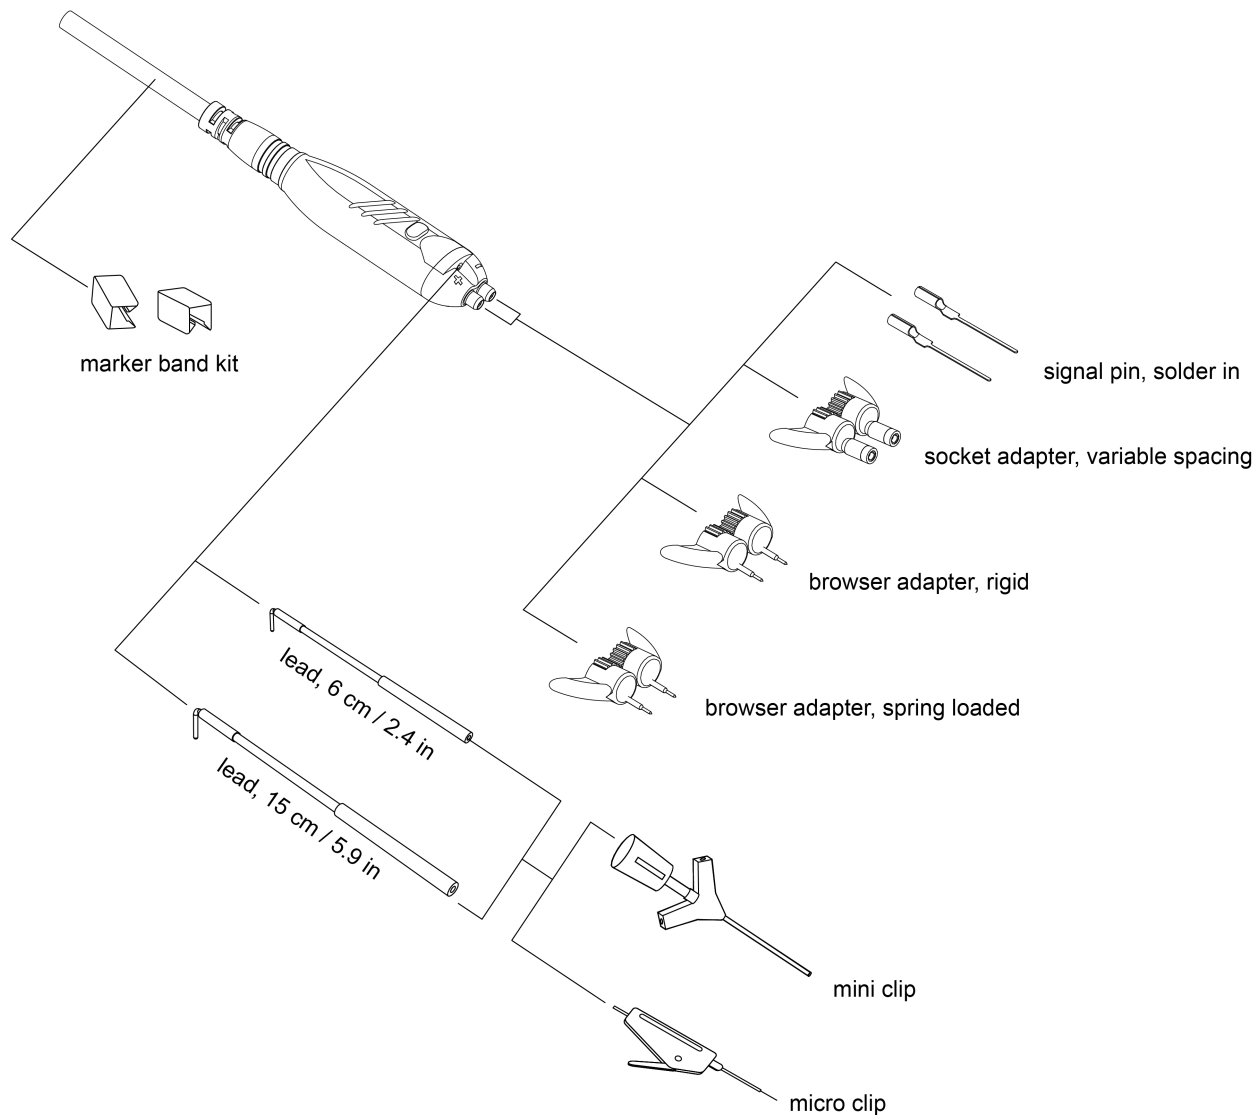 marker band kit
signal pin, solder in
socket adapter, variable spacing
browser adapter, rigid
browser adapter, spring loaded
lead, 6 cm / 2.4 in
lead, 15 cm / 5.9 in
mini clip
micro clip